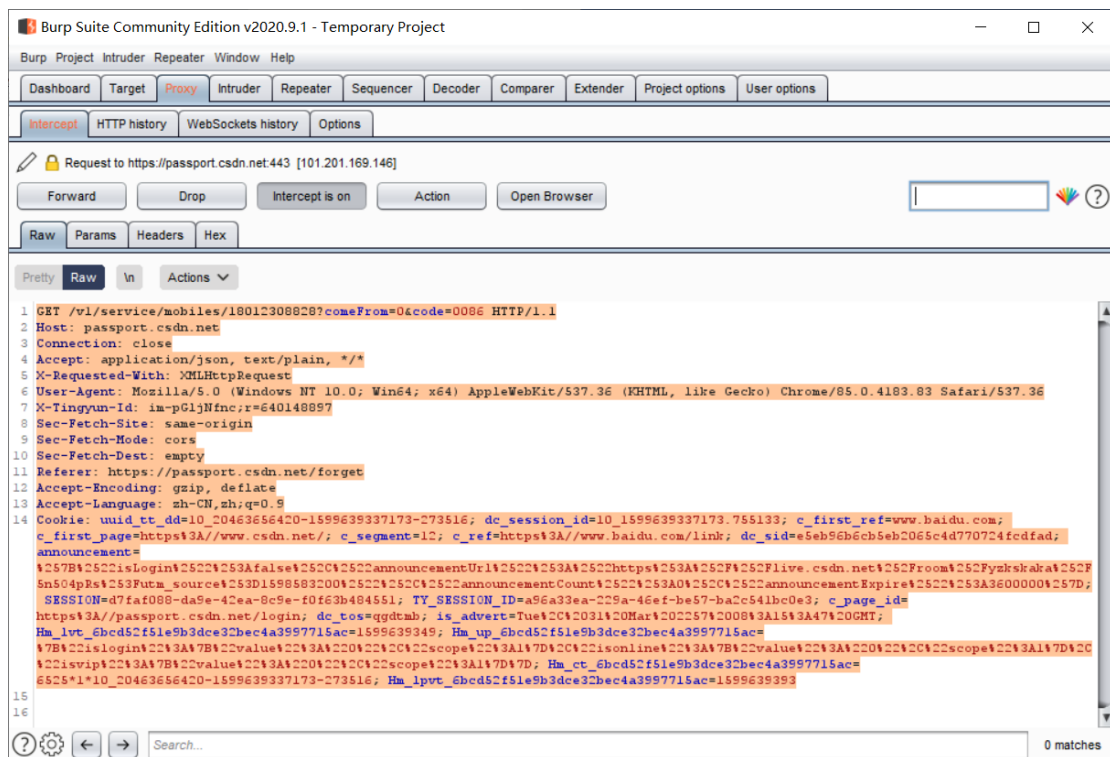 Burp Suite Community Edition v2020.9.1 - Temporary Project
Burp Project Intruder Repeater Window Help
Dashboard Target Proxy Intruder Repeater Sequencer Decoder Comparer Extender Project options User options
Intercept HTTP history WebSockets history Options
Request to https://passport.csdn.net:443 [101.201.169.146]
Forward Drop Intercept is on Action Open Browser
Raw Params Headers Hex
Pretty Raw \n Actions
1 GET /v1/service/mobiles/18012308828?comeFrom=0&code=0086 HTTP/1.1
2 Host: passport.csdn.net
3 Connection: close
4 Accept: application/json, text/plain, */*
5 X-Requested-With: XMLHttpRequest
6 User-Agent: Mozilla/5.0 (Windows NT 10.0; Win64; x64) AppleWebKit/537.36 (KHTML, like Gecko) Chrome/85.0.4183.83 Safari/537.36
7 X-Tingyun-Id: im-pGljNfnc;r=640148897
8 Sec-Fetch-Site: same-origin
9 Sec-Fetch-Mode: cors
10 Sec-Fetch-Dest: empty
11 Referer: https://passport.csdn.net/forget
12 Accept-Encoding: gzip, deflate
13 Accept-Language: zh-CN,zh;q=0.9
14 Cookie: uuid_tt_dd=10_20463656420-1599639337173-273516; dc_session_id=10_1599639337173.755133; c_first_ref=www.baidu.com;
c_first_page=https%3A//www.csdn.net/; c_segment=12; c_ref=https%3A//www.baidu.com/link; dc_sid=e5eb96b6cb5eb2065c4d770724fcdfad;
announcement=
%257B%2522isLogin%2522%253Afalse%252C%2522announcementUrl%2522%253A%2522https%253A%252F%252Flive.csdn.net%252Froom%252Fyzkskaka%252F
5n504pRs%253Futm_source%253D1598583200%2522%252C%2522announcementCount%2522%253A0%252C%2522announcementExpire%2522%253A3600000%257D;
SESSION=d7faf088-da9e-42ea-8c9e-f0f63b484551; TY_SESSION_ID=a96a33ea-229a-46ef-be57-ba2c541bc0e3; c_page_id=
https%3A//passport.csdn.net/login; dc_tos=qgdtmb; is_advert=Tue%2C%2031%20Mar%202257%2008%3A15%3A47%20GMT;
Hm_lvt_6bcd52f51e9b3dce32bec4a3997715ac=1599639349; Hm_up_6bcd52f51e9b3dce32bec4a3997715ac=
%7B%22islogin%22%3A%7B%22value%22%3A%220%22%2C%22scope%22%3A1%7D%2C%22isonline%22%3A%7B%22value%22%3A%220%22%2C%22scope%22%3A1%7D%2C
%22isvip%22%3A%7B%22value%22%3A%220%22%2C%22scope%22%3A1%7D%7D; Hm_ct_6bcd52f51e9b3dce32bec4a3997715ac=
6525*1*10_20463656420-1599639337173-273516; Hm_lpvt_6bcd52f51e9b3dce32bec4a3997715ac=1599639393
15
16
Search... 0 matches